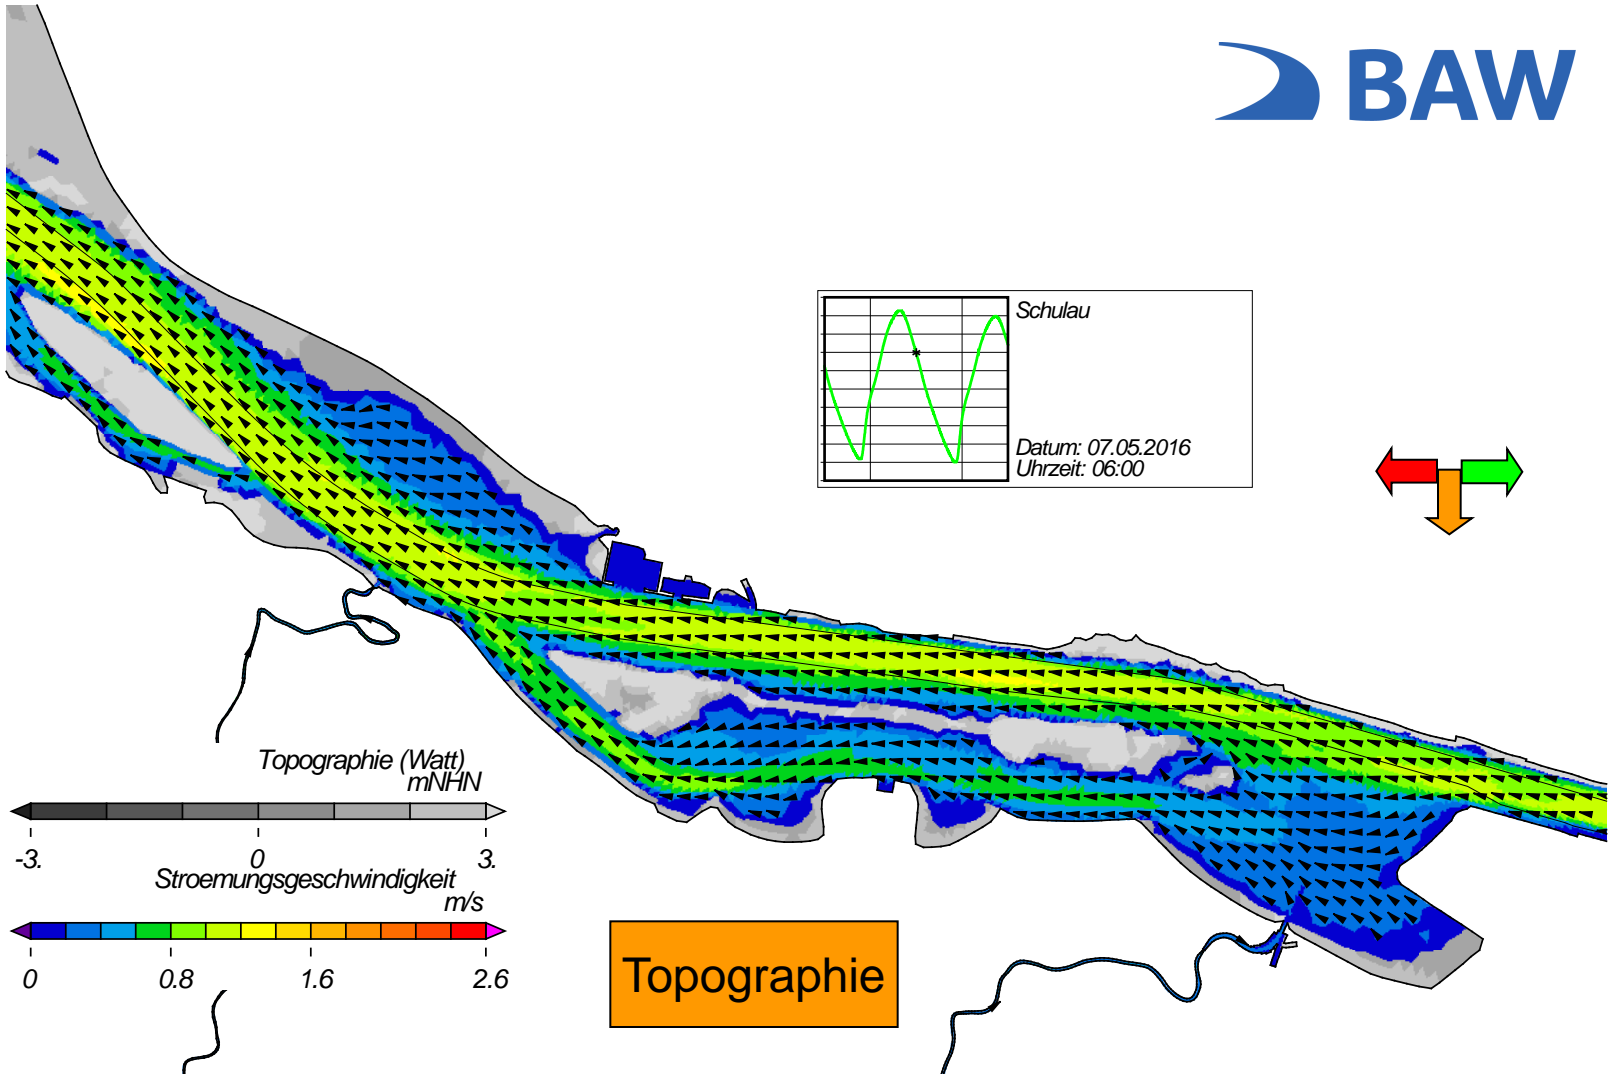 BAW
Schulau
Datum: 07.05.2016
Uhrzeit: 06:00
Topographie (Watt)
mNHN
-3. 0 3.
Stroemungsgeschwindigkeit
m/s
0 0.8 1.6 2.6
Topographie